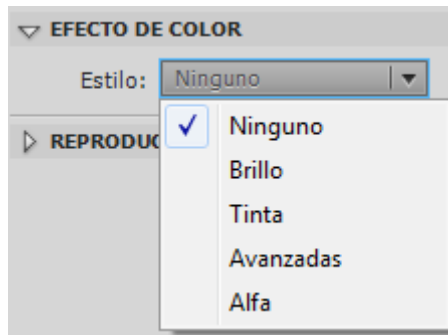 EFECTO DE COLOR
Estilo: Ninguno
Ninguno
REPRODUC
Brillo
Tinta
Avanzadas
Alfa